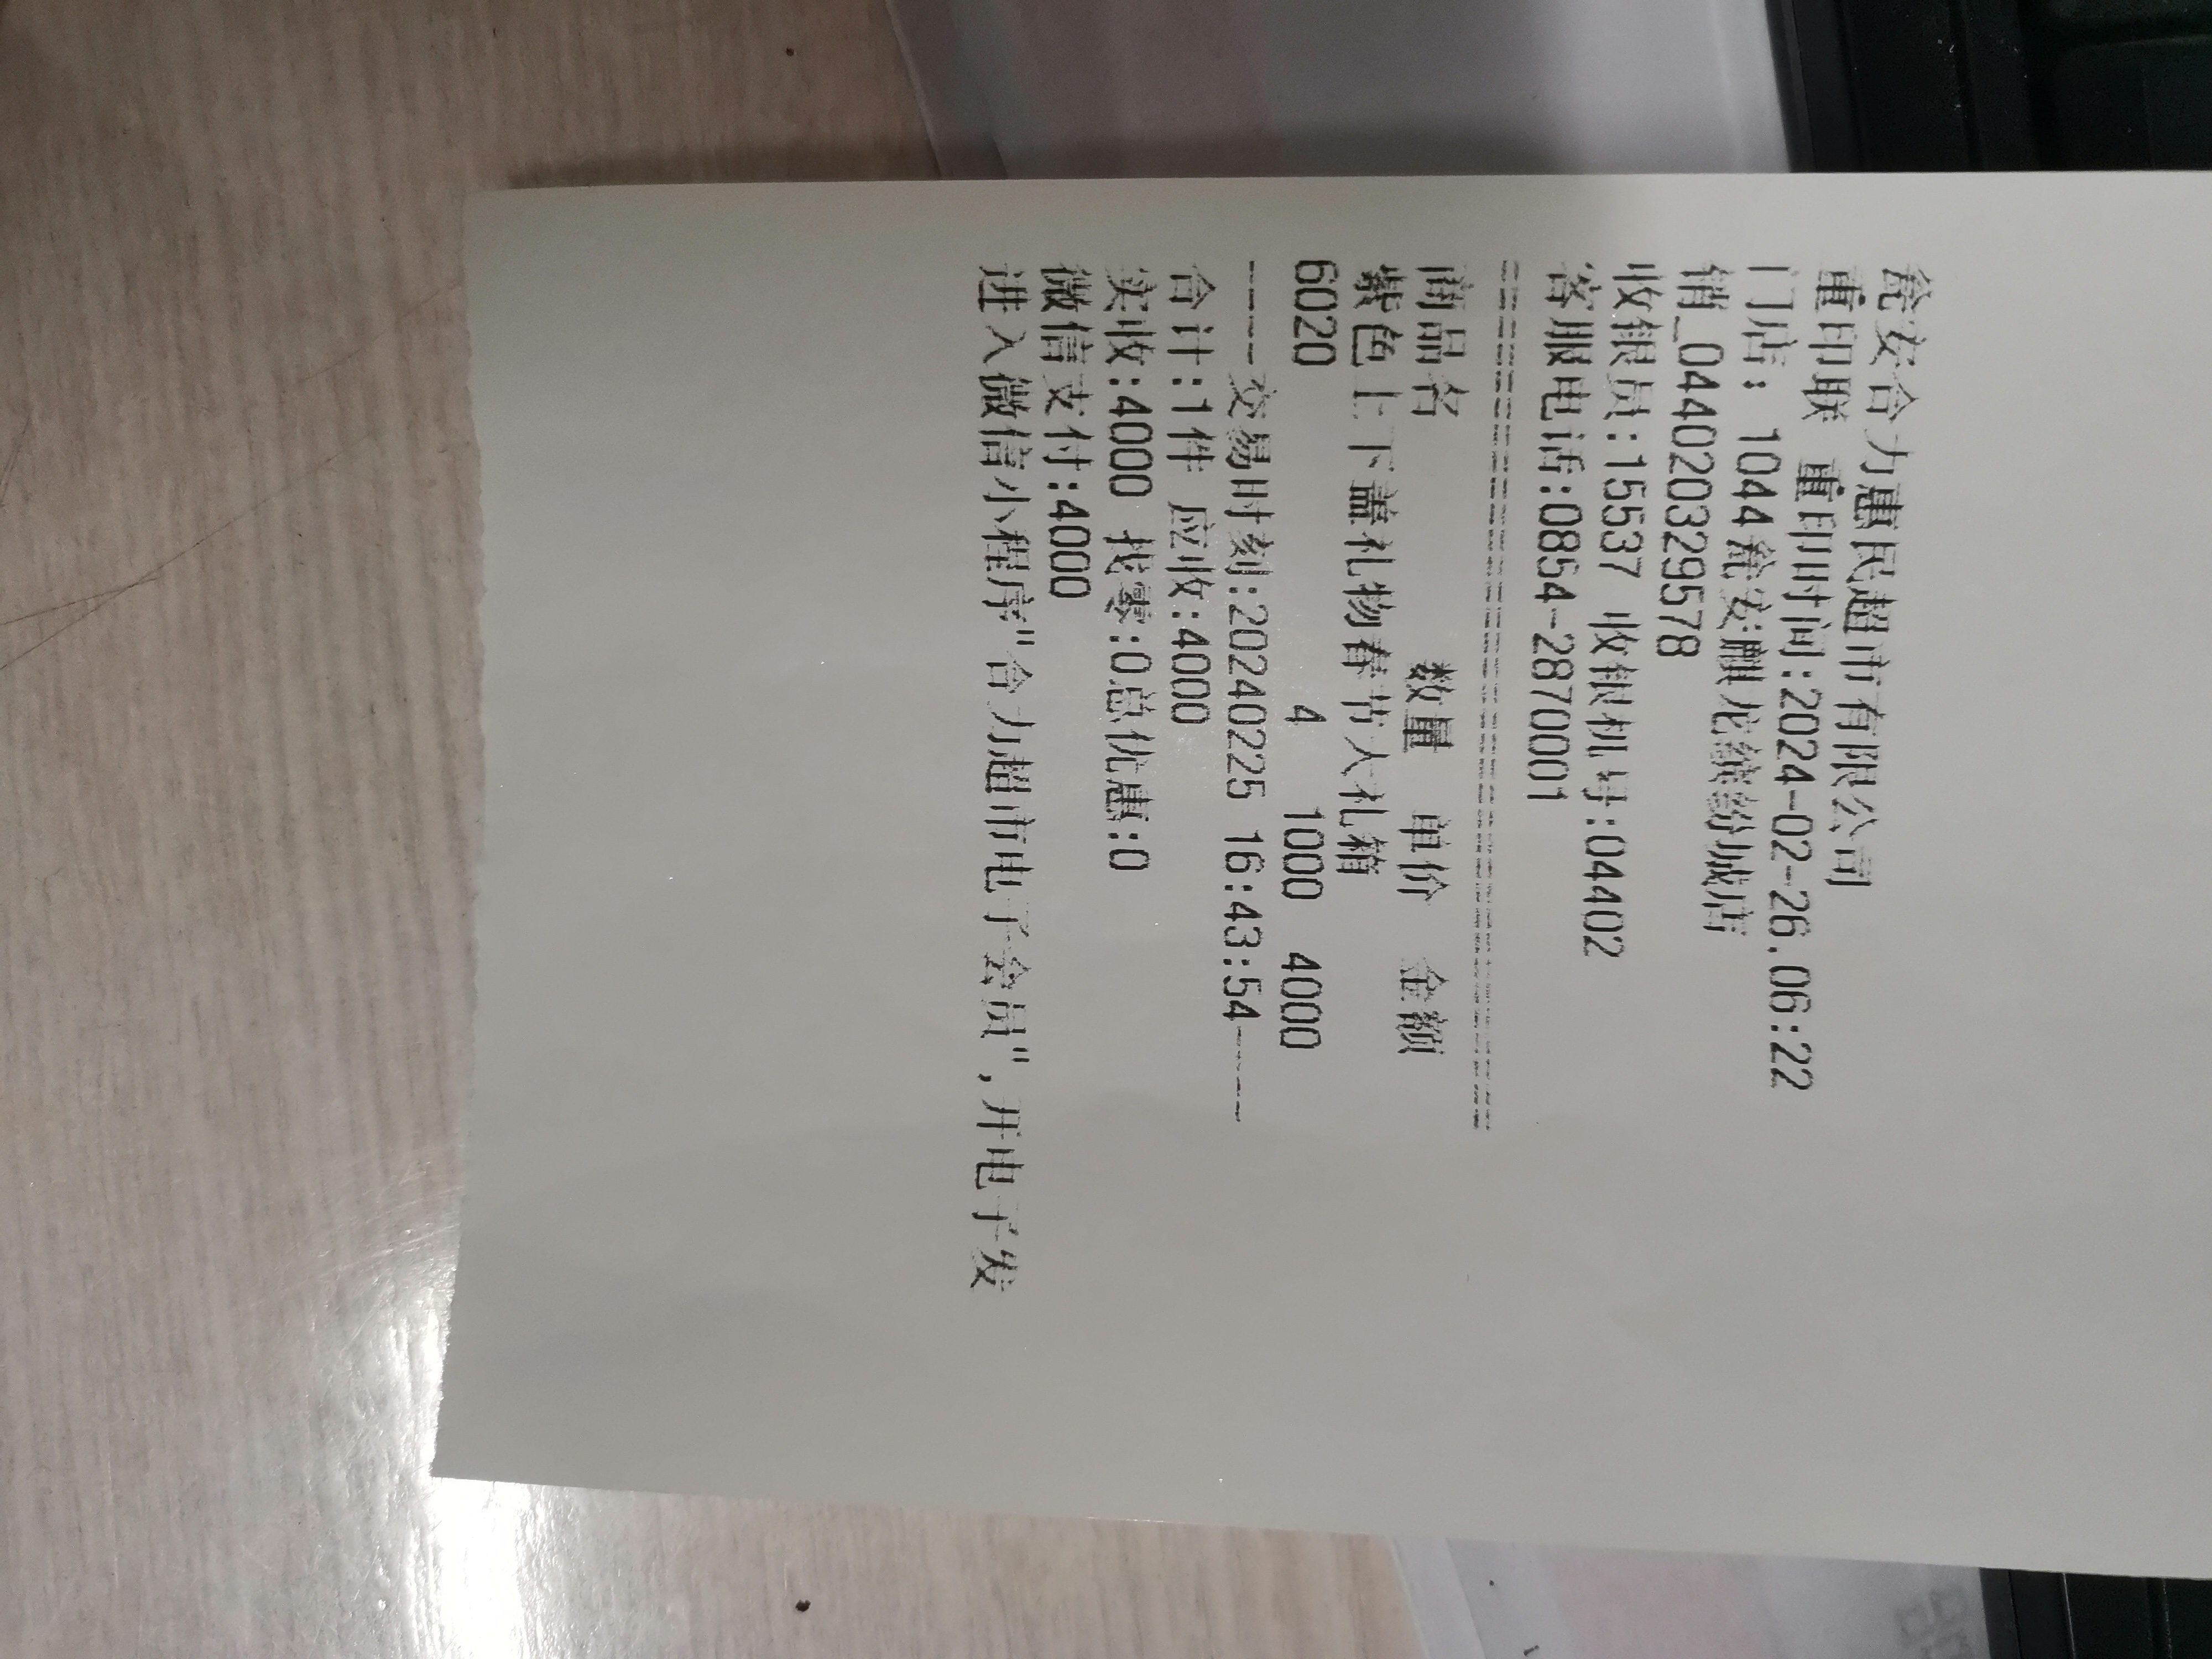 瓮安合力惠民超市有限公司
重印联 重印时间:2024-02-26.06:22
门店: 1044瓮安麒龙缤纷城店
销_044020329578
收银员:15537 收银机号:04402
客服电话:0854-2870001
================================
商品名 数量 单价 金额
紫色上下盖礼物春节大礼箱
6020 4 1000 4000
----交易时刻:20240225 16:43:54----
合计:1件 应收:4000
实收:4000 找零:0总优惠:0
微信支付:4000
进入微信小程序"合力超市电子会员",开电子发